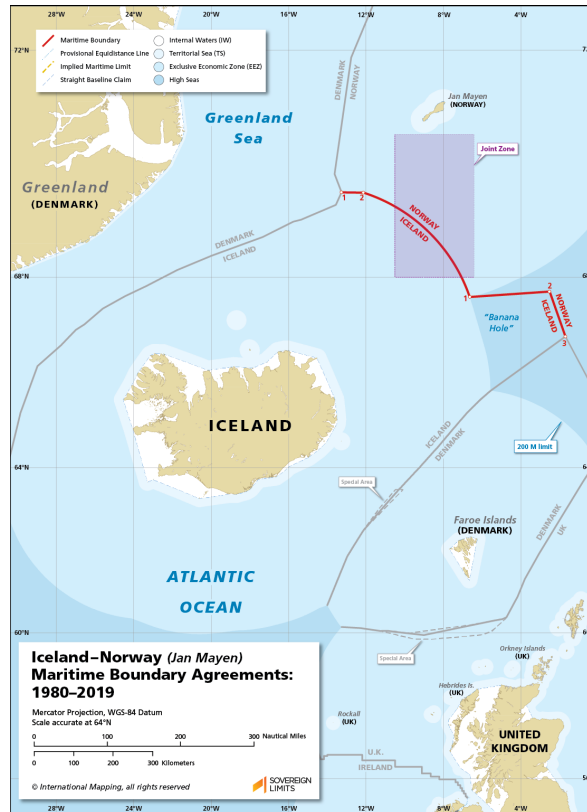 28°W
24°W
20°W
16°W
12°W
8°W
4°W
Maritime Boundary
Provisional Equidistance Line
Implied Maritime Limit
Straight Baseline Claim
Internal Waters (IW)
Territorial Sea (TS)
Exclusive Economic Zone (EEZ)
High Seas
72°N
DENMARK
NORWAY
Jan Mayen
(NORWAY)
Greenland
Sea
Joint Zone
Greenland
(DENMARK)
1
2
NORWAY
ICELAND
DENMARK
ICELAND
68°N
1
2
"Banana
Hole"
NORWAY
ICELAND
3
ICELAND
ICELAND
DENMARK
200 M limit
64°N
Special Area
Faroe Islands
(DENMARK)
DENMARK
UK
ATLANTIC
OCEAN
60°N
Special Area
Orkney Islands
(UK)
Hebrides Is.
(UK)
Rockall
(UK)
UNITED
KINGDOM
U.K.
IRELAND
Iceland–Norway (Jan Mayen)
Maritime Boundary Agreements:
1980–2019
Mercator Projection, WGS-84 Datum
Scale accurate at 64°N
0 100 200 300 Nautical Miles
0 100 200 300 Kilometers
© International Mapping, all rights reserved
SOVEREIGN
LIMITS
12°W
8°W
4°W